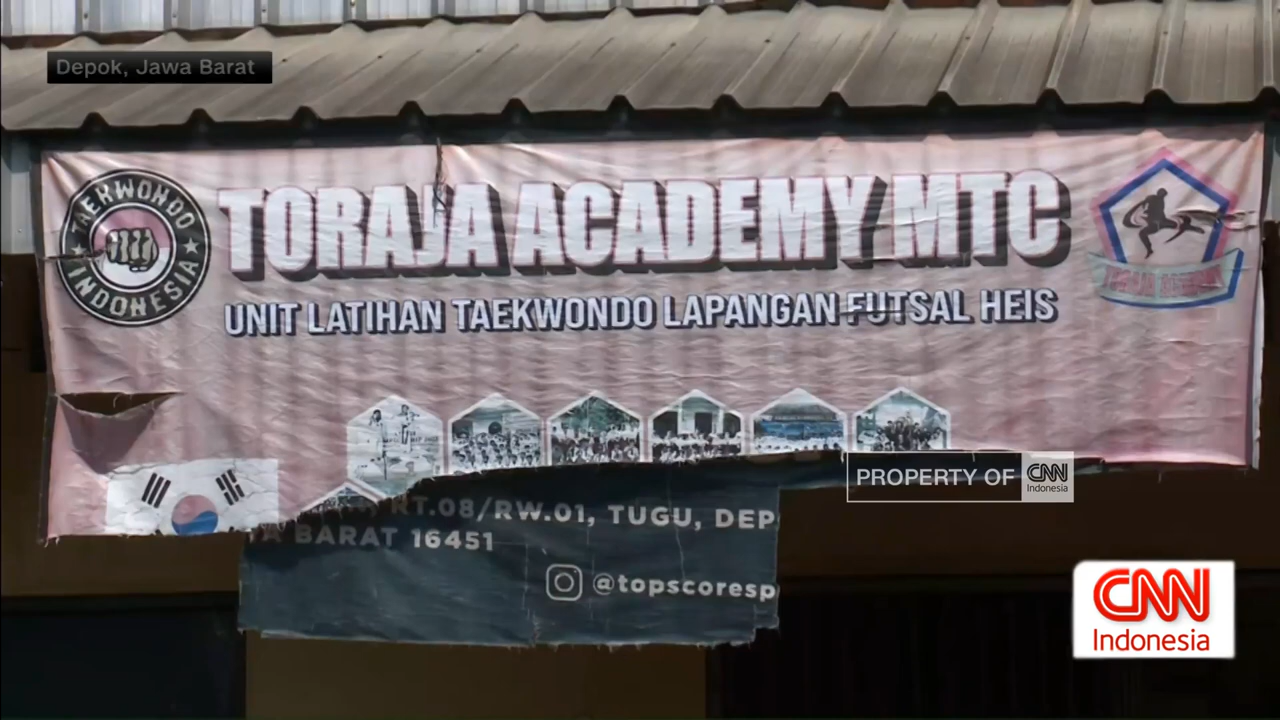 Depok, Jawa Barat
TAEKWONDO
INDONESIA
TORAJA ACADEMY MTC
UNIT LATIHAN TAEKWONDO LAPANGAN FUTSAL HEIS
PROPERTY OF CNN Indonesia
RT.08/RW.01, TUGU, DEP
BARAT 16451
@topscoresp
CNN
Indonesia